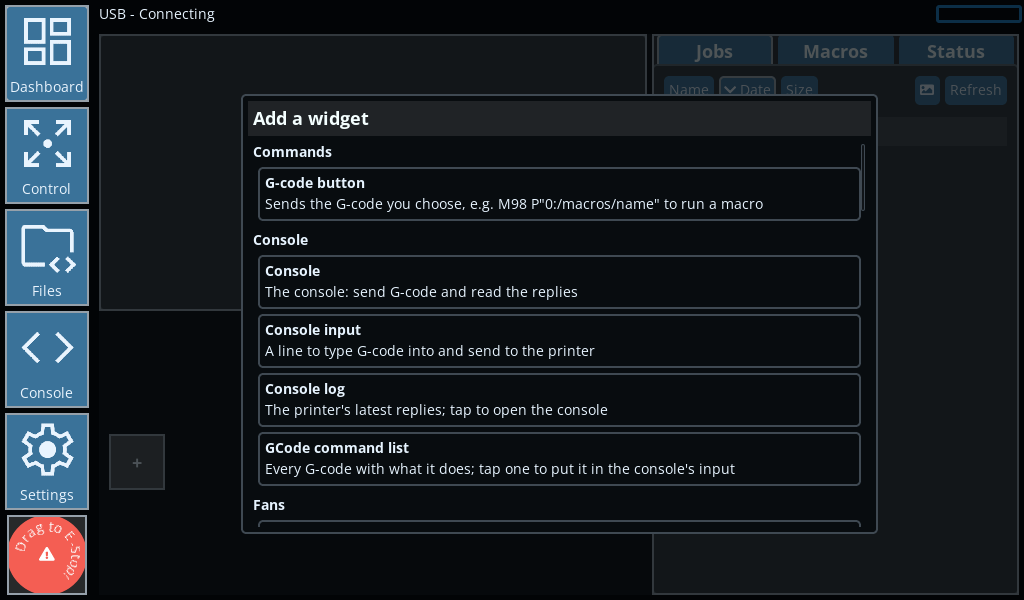 USB - Connecting
Dashboard
Control
Files
Console
Settings
Drag to E-Stop!
Jobs
Macros
Status
Name
Date
Size
Refresh
+
Add a widget
Commands
G-code button
Sends the G-code you choose, e.g. M98 P"0:/macros/name" to run a macro
Console
Console
The console: send G-code and read the replies
Console input
A line to type G-code into and send to the printer
Console log
The printer's latest replies; tap to open the console
GCode command list
Every G-code with what it does; tap one to put it in the console's input
Fans